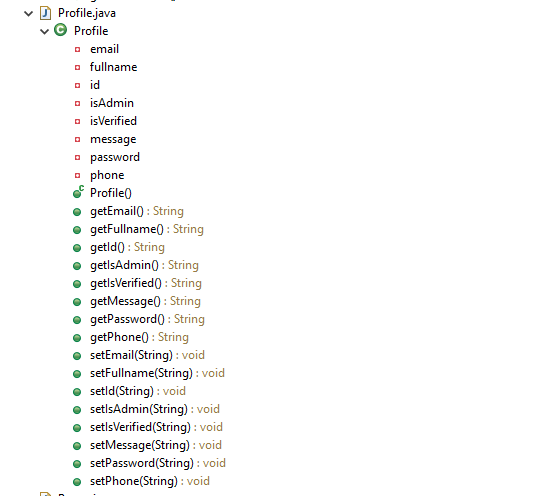 Profile.java
Profile
email
fullname
id
isAdmin
isVerified
message
password
phone
Profile()
getEmail() : String
getFullname() : String
getId() : String
getIsAdmin() : String
getIsVerified() : String
getMessage() : String
getPassword() : String
getPhone() : String
setEmail(String) : void
setFullname(String) : void
setId(String) : void
setIsAdmin(String) : void
setIsVerified(String) : void
setMessage(String) : void
setPassword(String) : void
setPhone(String) : void